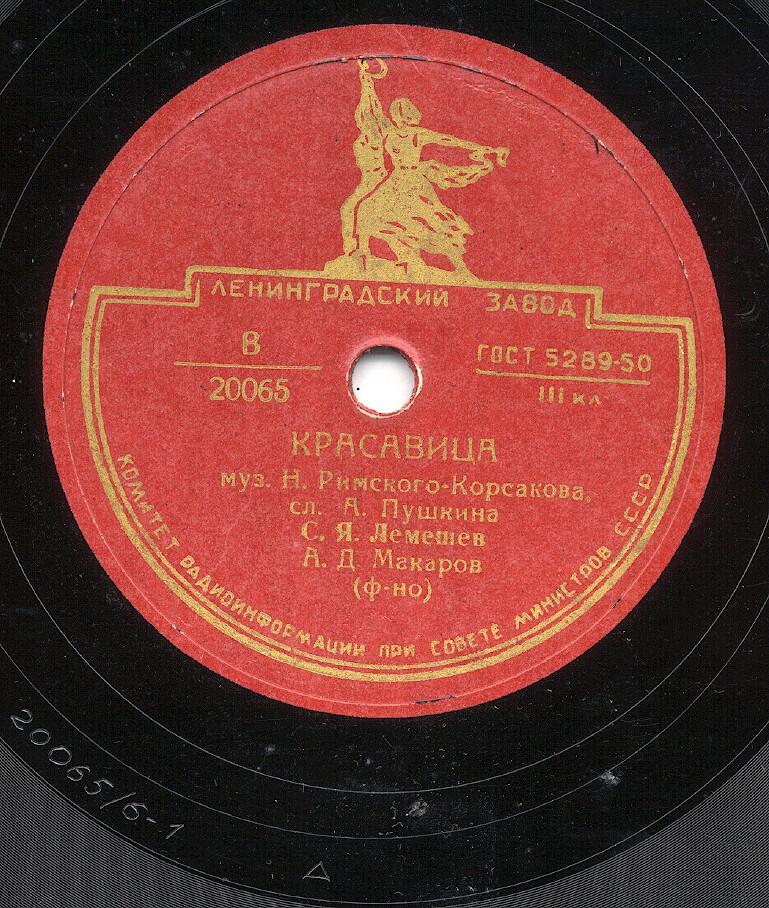 ЛЕНИНГРАДСКИЙ ЗАВОД
В
20065
ГОСТ 5289-50
III кл
КРАСАВИЦА
муз. Н. Римского-Корсакова,
сл. А. Пушкина
С. Я. Лемешев
А. Д. Макаров
(ф-но)
КОМИТЕТ РАДИОИНФОРМАЦИИ ПРИ СОВЕТЕ МИНИСТРОВ СССР
20065/6-1